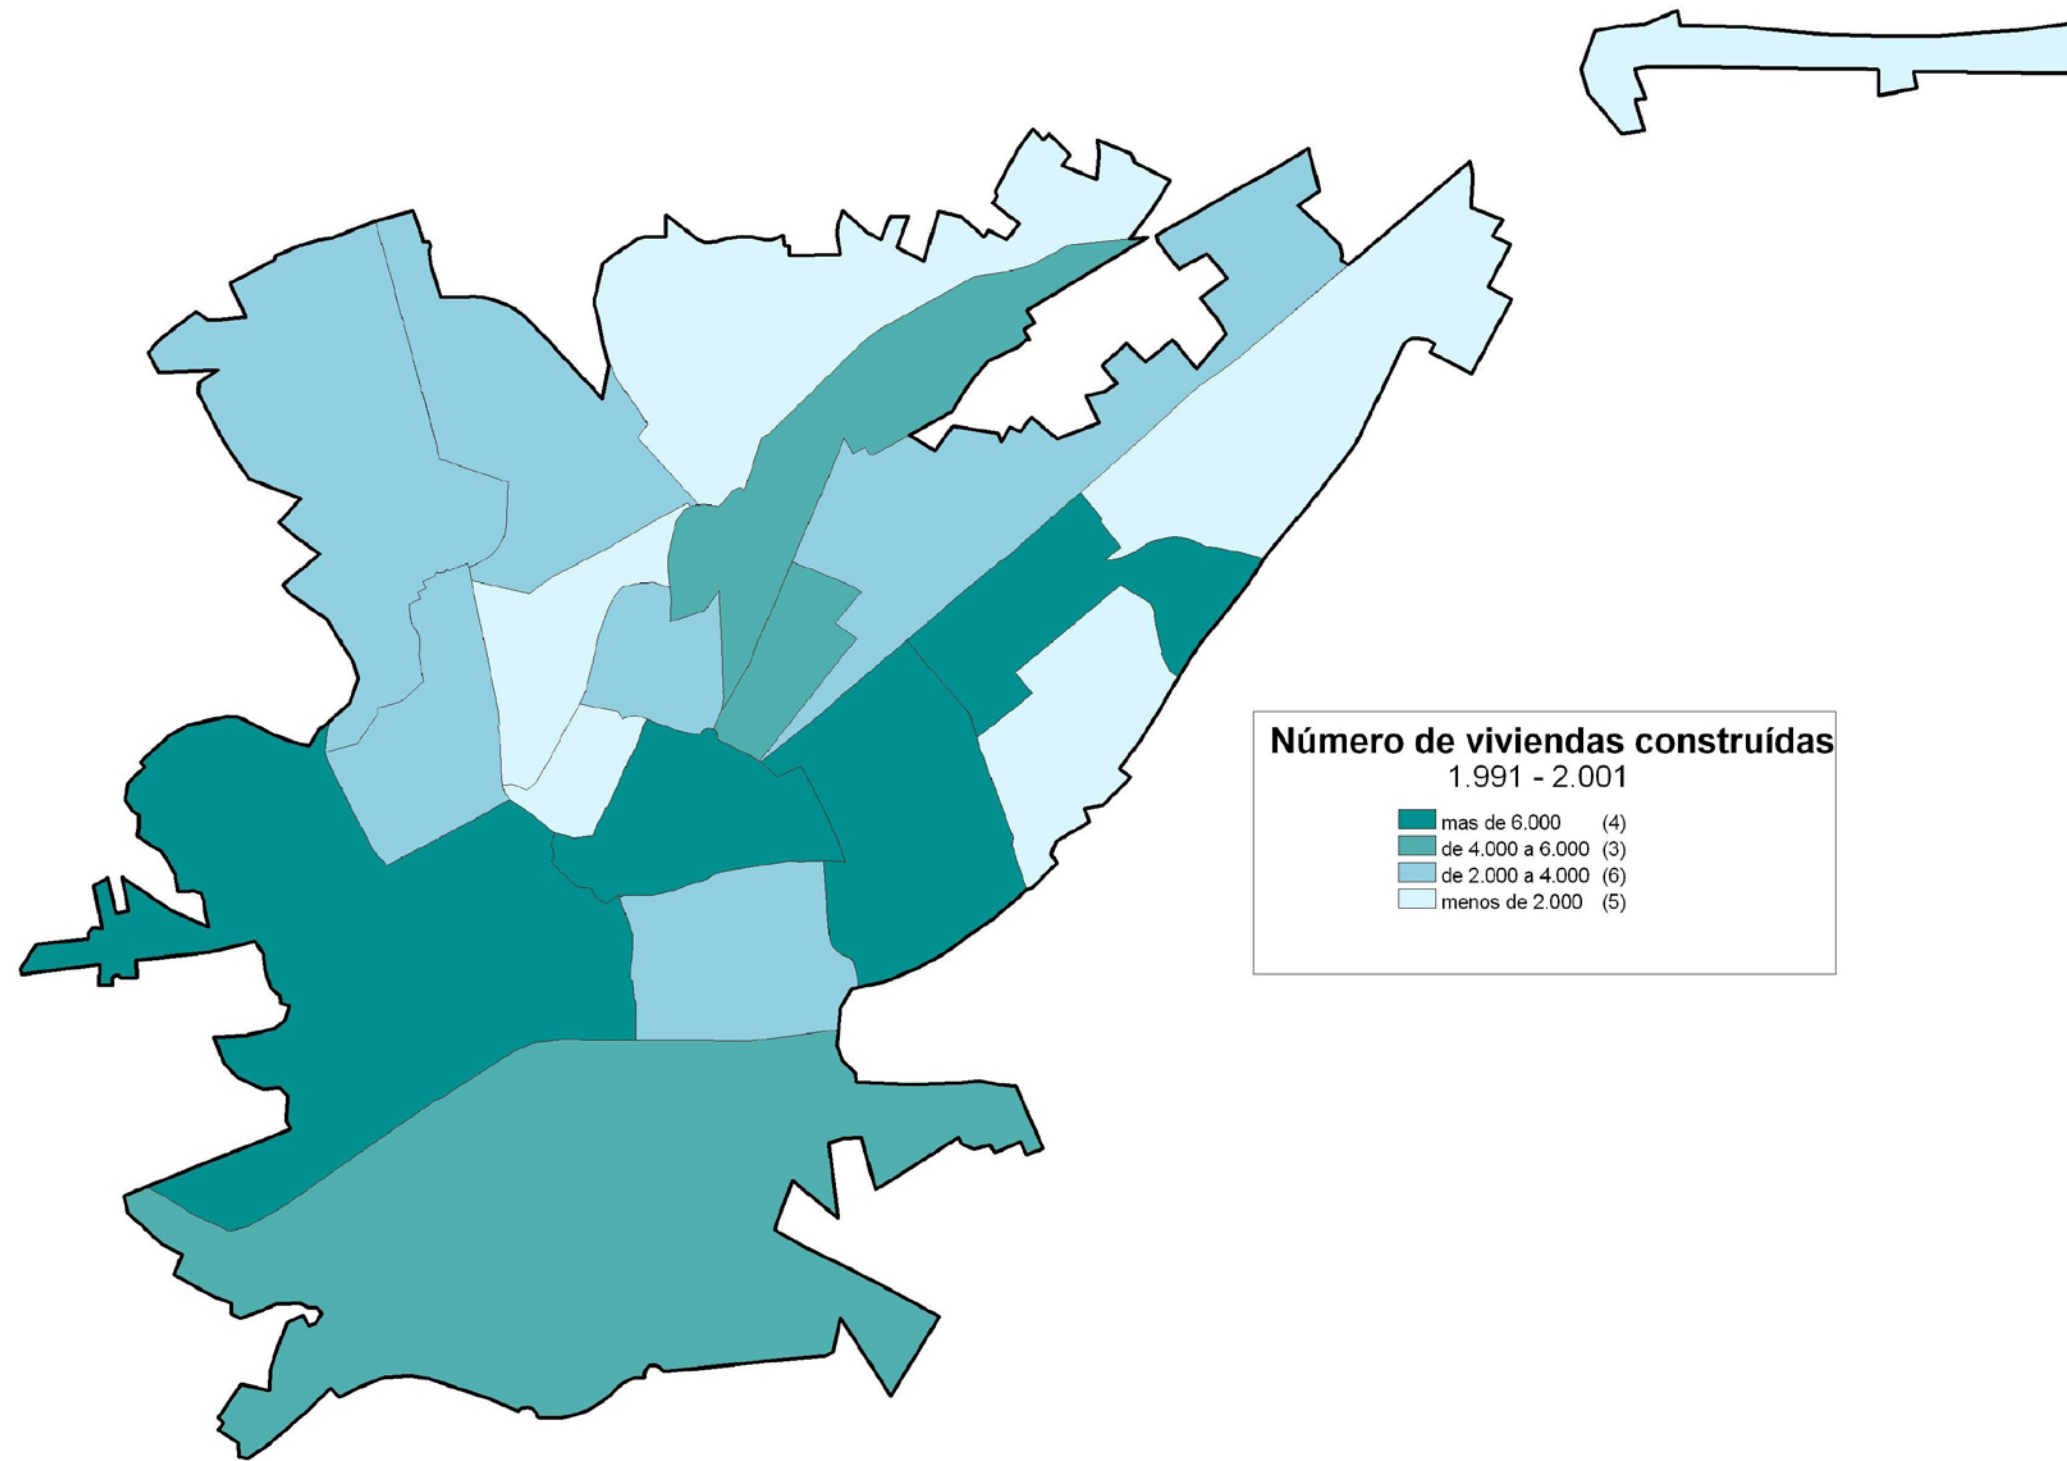 Número de viviendas construídas
1.991 - 2.001
mas de 6.000 (4)
de 4.000 a 6.000 (3)
de 2.000 a 4.000 (6)
menos de 2.000 (5)